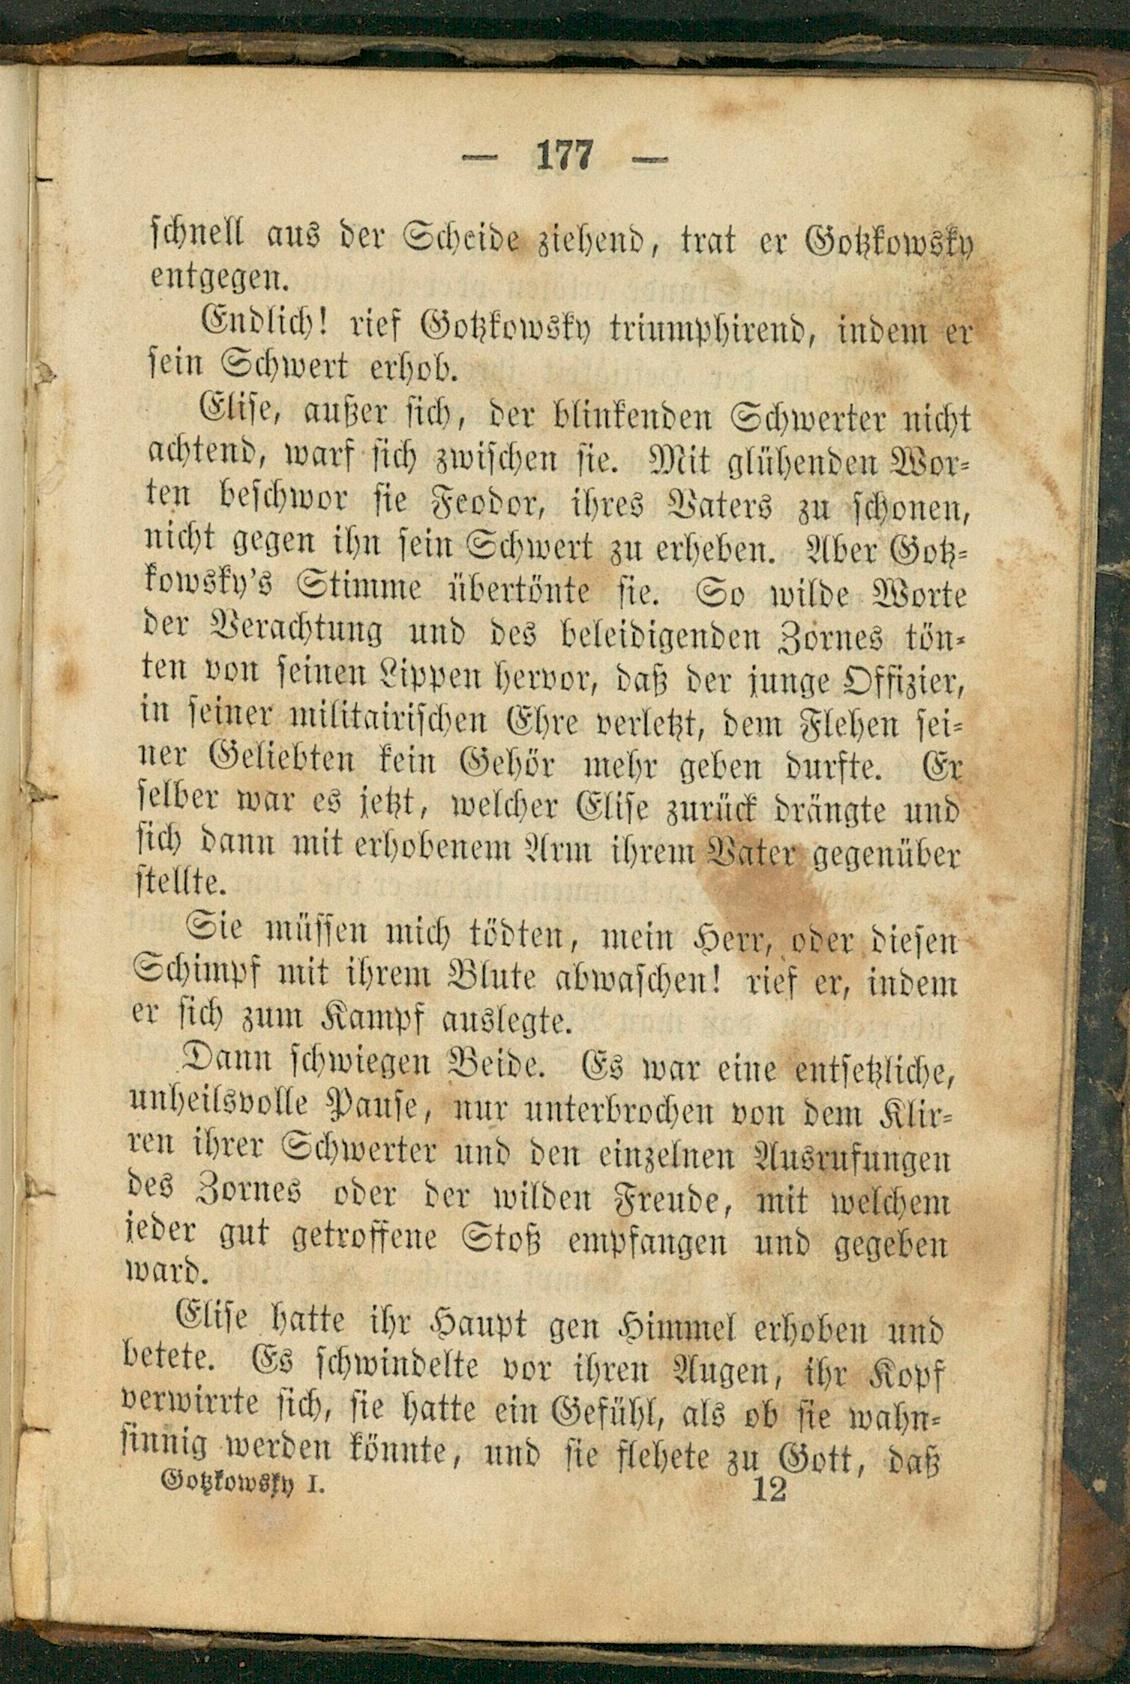 — 177 —
schnell aus der Scheide ziehend, trat er Gotzkowsky
entgegen.
Endlich! rief Gotzkowsky triumphirend, indem er
sein Schwert erhob.
Elise, außer sich, der blinkenden Schwerter nicht
achtend, warf sich zwischen sie. Mit glühenden Wor-
ten beschwor sie Feodor, ihres Vaters zu schonen,
nicht gegen ihn sein Schwert zu erheben. Aber Gotz-
kowsky's Stimme übertönte sie. So wilde Worte
der Verachtung und des beleidigenden Zornes tön-
ten von seinen Lippen hervor, daß der junge Offizier,
in seiner militairischen Ehre verletzt, dem Flehen sei-
ner Geliebten kein Gehör mehr geben durfte. Er
selber war es jetzt, welcher Elise zurück drängte und
sich dann mit erhobenem Arm ihrem Vater gegenüber
stellte.
Sie müssen mich tödten, mein Herr, oder diesen
Schimpf mit ihrem Blute abwaschen! rief er, indem
er sich zum Kampf auslegte.
Dann schwiegen Beide. Es war eine entsetzliche,
unheilsvolle Pause, nur unterbrochen von dem Klir-
ren ihrer Schwerter und den einzelnen Ausrufungen
des Zornes oder der wilden Freude, mit welchem
jeder gut getroffene Stoß empfangen und gegeben
ward.
Elise hatte ihr Haupt gen Himmel erhoben und
betete. Es schwindelte vor ihren Augen, ihr Kopf
verwirrte sich, sie hatte ein Gefühl, als ob sie wahn-
sinnig werden könnte, und sie flehete zu Gott, daß
Gotzkowsky I. 12